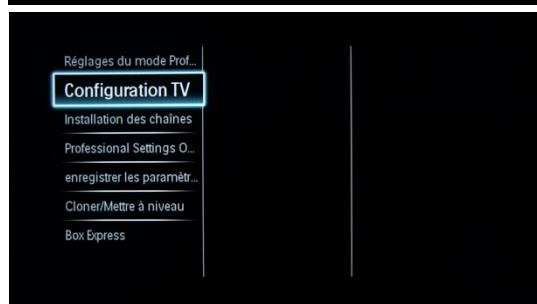 Réglages du mode Prof...
Configuration TV
Installation des chaînes
Professional Settings O...
enregistrer les paramètr...
Cloner/Mettre à niveau
Box Express